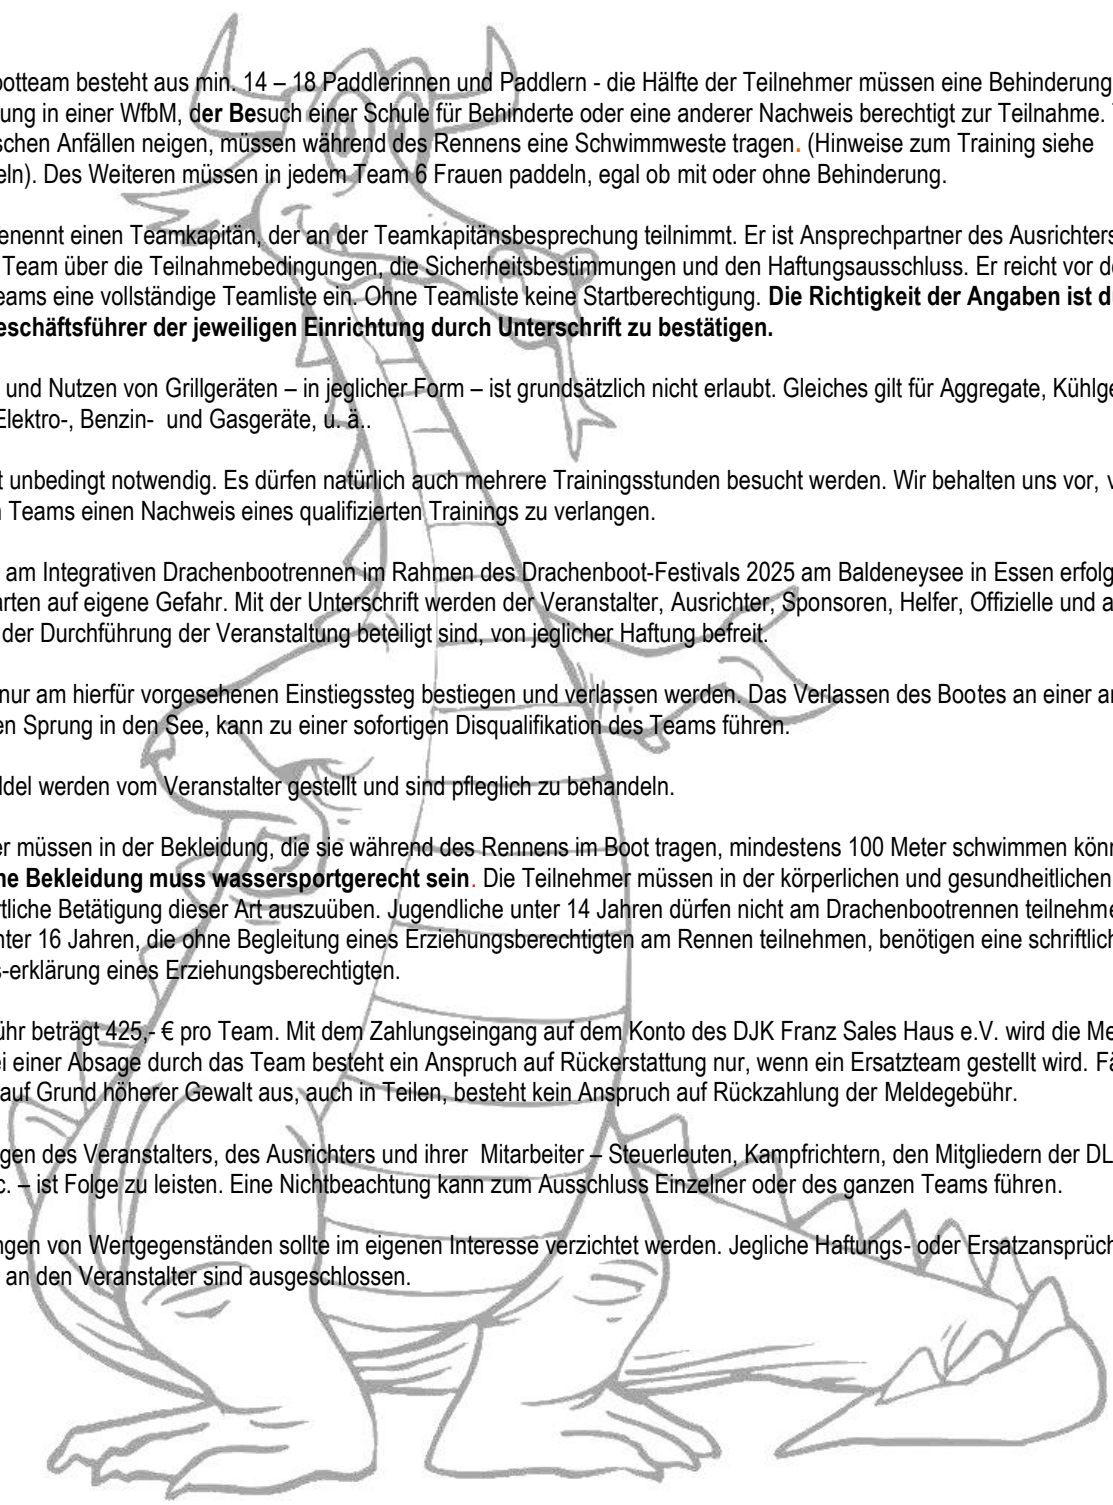 ootteam besteht aus min. 14 – 18 Paddlerinnen und Paddlern - die Hälfte der Teilnehmer müssen eine Behinderung
ung in einer WfbM, der Besuch einer Schule für Behinderte oder eine anderer Nachweis berechtigt zur Teilnahme.
schen Anfällen neigen, müssen während des Rennens eine Schwimmweste tragen. (Hinweise zum Training siehe
eln). Des Weiteren müssen in jedem Team 6 Frauen paddeln, egal ob mit oder ohne Behinderung.
enennt einen Teamkapitän, der an der Teamkapitänsbesprechung teilnimmt. Er ist Ansprechpartner des Ausrichters
Team über die Teilnahmebedingungen, die Sicherheitsbestimmungen und den Haftungsausschluss. Er reicht vor de
eams eine vollständige Teamliste ein. Ohne Teamliste keine Startberechtigung. Die Richtigkeit der Angaben ist d
eschäftsführer der jeweiligen Einrichtung durch Unterschrift zu bestätigen.
und Nutzen von Grillgeräten – in jeglicher Form – ist grundsätzlich nicht erlaubt. Gleiches gilt für Aggregate, Kühlge
Elektro-, Benzin- und Gasgeräte, u. ä..
t unbedingt notwendig. Es dürfen natürlich auch mehrere Trainingsstunden besucht werden. Wir behalten uns vor, v
n Teams einen Nachweis eines qualifizierten Trainings zu verlangen.
am Integrativen Drachenbootrennen im Rahmen des Drachenboot-Festivals 2025 am Baldeneysee in Essen erfolg
arten auf eigene Gefahr. Mit der Unterschrift werden der Veranstalter, Ausrichter, Sponsoren, Helfer, Offizielle und a
der Durchführung der Veranstaltung beteiligt sind, von jeglicher Haftung befreit.
nur am hierfür vorgesehenen Einstiegssteg bestiegen und verlassen werden. Das Verlassen des Bootes an einer an
en Sprung in den See, kann zu einer sofortigen Disqualifikation des Teams führen.
ddel werden vom Veranstalter gestellt und sind pfleglich zu behandeln.
er müssen in der Bekleidung, die sie während des Rennens im Boot tragen, mindestens 100 Meter schwimmen könn
ne Bekleidung muss wassersportgerecht sein. Die Teilnehmer müssen in der körperlichen und gesundheitlichen
rtliche Betätigung dieser Art auszuüben. Jugendliche unter 14 Jahren dürfen nicht am Drachenbootrennen teilnehme
nter 16 Jahren, die ohne Begleitung eines Erziehungsberechtigten am Rennen teilnehmen, benötigen eine schriftlich
s-erklärung eines Erziehungsberechtigten.
ühr beträgt 425,- € pro Team. Mit dem Zahlungseingang auf dem Konto des DJK Franz Sales Haus e.V. wird die Me
ei einer Absage durch das Team besteht ein Anspruch auf Rückerstattung nur, wenn ein Ersatzteam gestellt wird. Fä
auf Grund höherer Gewalt aus, auch in Teilen, besteht kein Anspruch auf Rückzahlung der Meldegebühr.
gen des Veranstalters, des Ausrichters und ihrer Mitarbeiter – Steuerleuten, Kampfrichtern, den Mitgliedern der DL
c. – ist Folge zu leisten. Eine Nichtbeachtung kann zum Ausschluss Einzelner oder des ganzen Teams führen.
ngen von Wertgegenständen sollte im eigenen Interesse verzichtet werden. Jegliche Haftungs- oder Ersatzansprüch
an den Veranstalter sind ausgeschlossen.